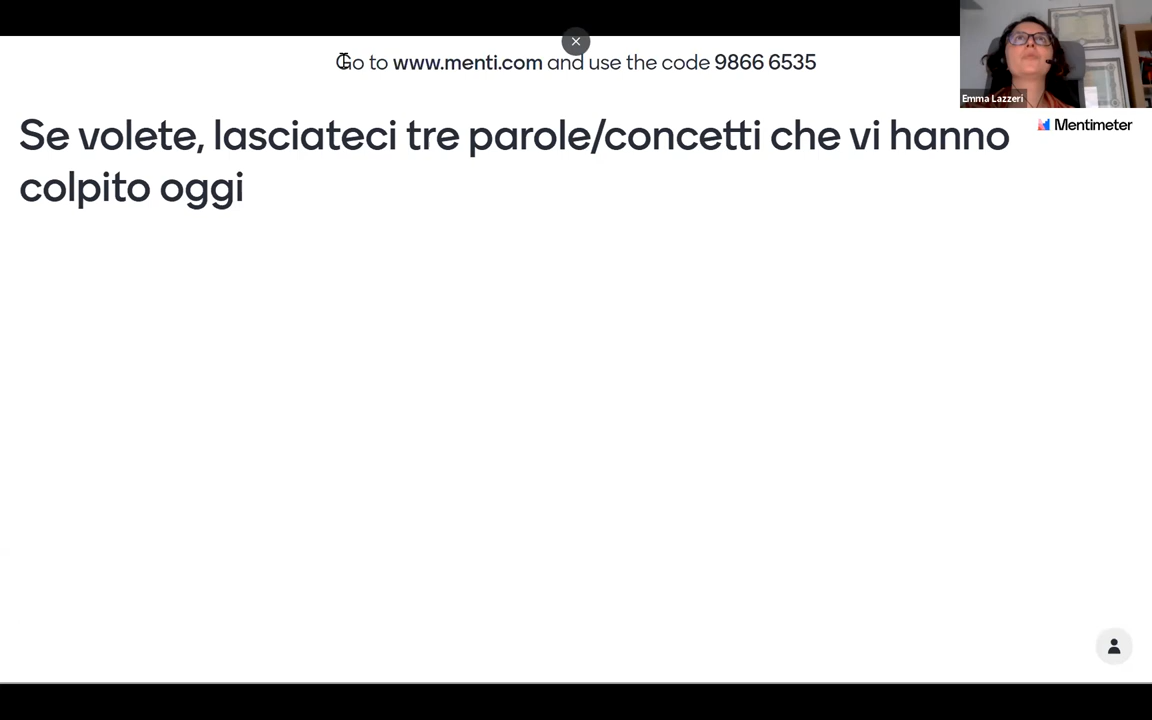 Go to www.menti.com and use the code 9866 6535
Emma Lazzeri
Mentimeter
Se volete, lasciateci tre parole/concetti che vi hanno
colpito oggi